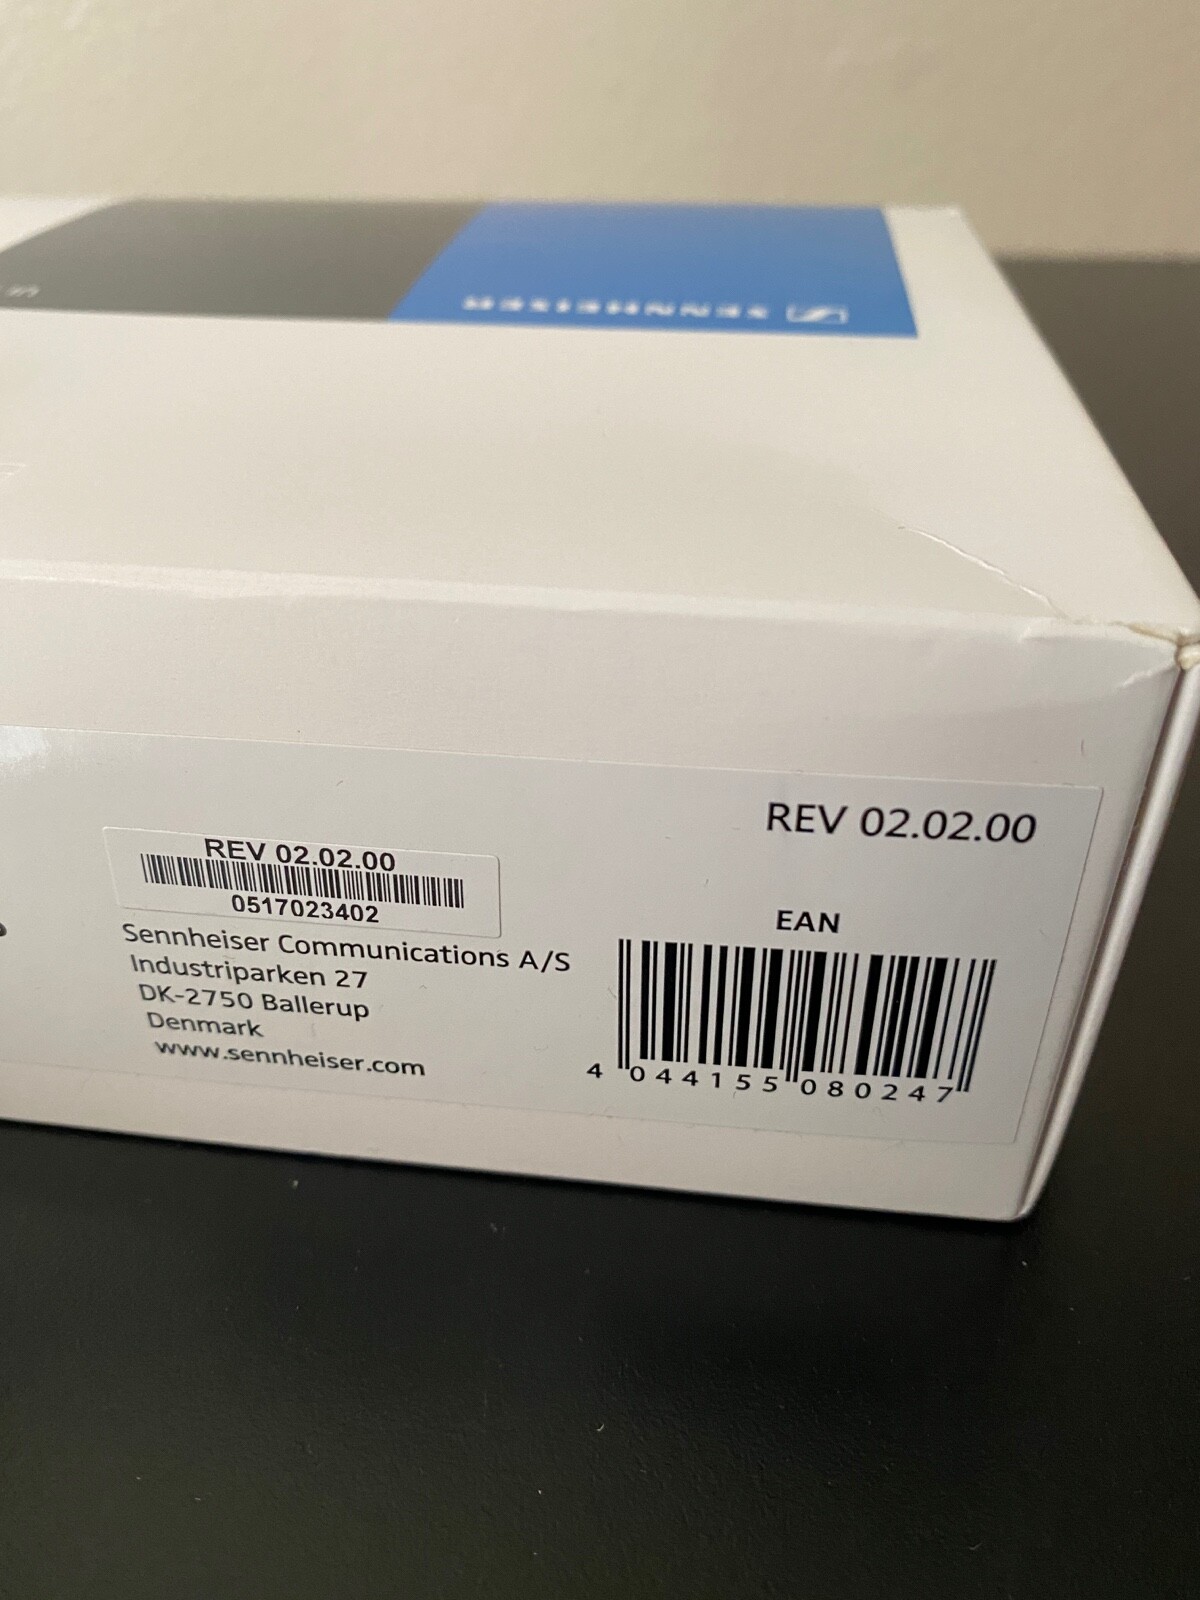 SENNHEISER
REV 02.02.00
0517023402
Sennheiser Communications A/S
Industriparken 27
DK-2750 Ballerup
Denmark
www.sennheiser.com
REV 02.02.00
EAN
4 044155 080247